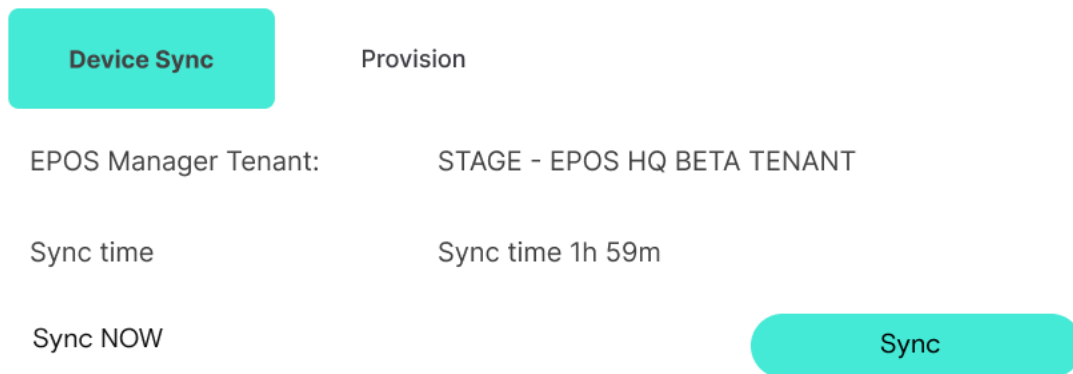 Device Sync Provision
EPOS Manager Tenant: STAGE - EPOS HQ BETA TENANT
Sync time Sync time 1h 59m
Sync NOW Sync